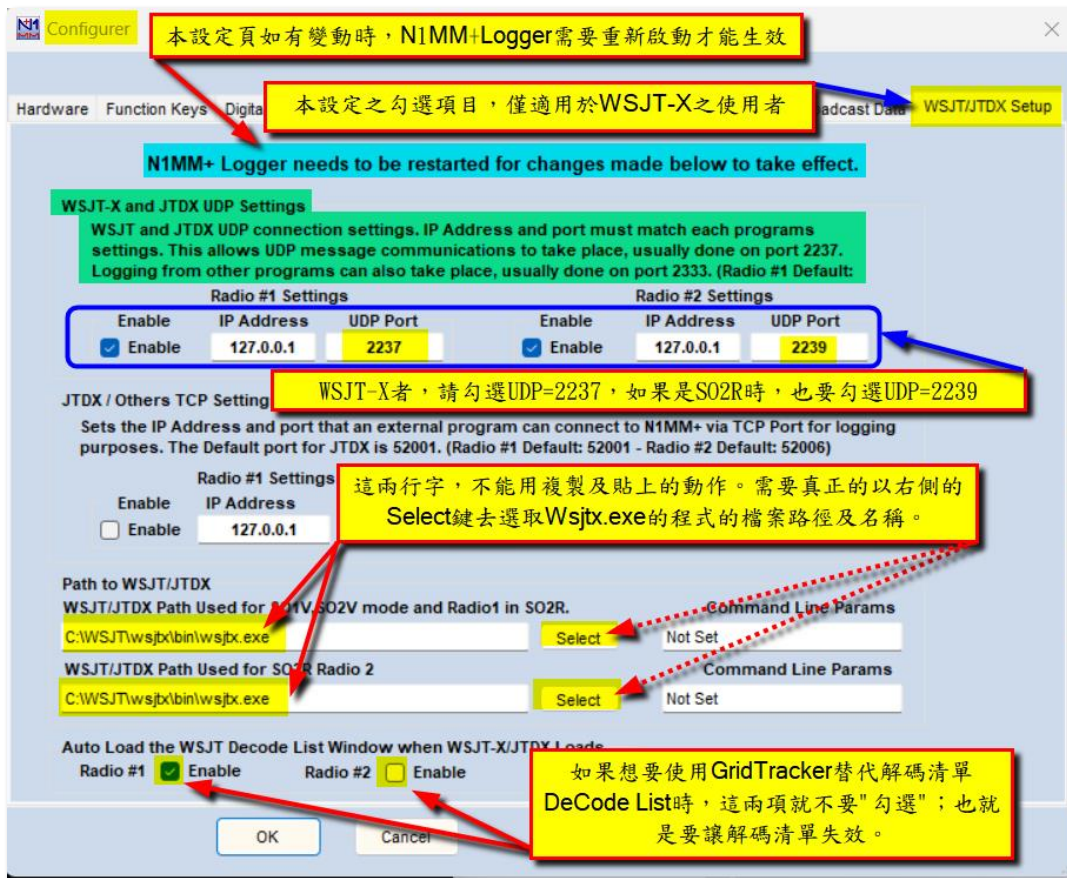 Configurer
本設定頁如有變動時，N1MM+Logger需要重新啟動才能生效
本設定之勾選項目，僅適用於WSJT-X之使用者
Hardware Function Keys Digita adcast Data WSJT/JTDX Setup
N1MM+ Logger needs to be restarted for changes made below to take effect.
WSJT-X and JTDX UDP Settings
WSJT and JTDX UDP connection settings. IP Address and port must match each programs
settings. This allows UDP message communications to take place, usually done on port 2237.
Logging from other programs can also take place, usually done on port 2333. (Radio #1 Default:
Radio #1 Settings Radio #2 Settings
Enable IP Address UDP Port Enable IP Address UDP Port
Enable 127.0.0.1 2237 Enable 127.0.0.1 2239
WSJT-X者，請勾選UDP=2237，如果是SO2R時，也要勾選UDP=2239
JTDX / Others TCP Setting
Sets the IP Address and port that an external program can connect to N1MM+ via TCP Port for logging
purposes. The Default port for JTDX is 52001. (Radio #1 Default: 52001 - Radio #2 Default: 52006)
Radio #1 Settings
Enable IP Address
Enable 127.0.0.1
這兩行字，不能用複製及貼上的動作。需要真正的以右側的
Select鍵去選取Wsjtx.exe的程式的檔案路徑及名稱。
Path to WSJT/JTDX
WSJT/JTDX Path Used for SO1V,SO2V mode and Radio1 in SO2R. Command Line Params
C:\WSJT\wsjtx\bin\wsjtx.exe Select Not Set
WSJT/JTDX Path Used for SO2R Radio 2 Command Line Params
C:\WSJT\wsjtx\bin\wsjtx.exe Select Not Set
Auto Load the WSJT Decode List Window when WSJT-X/JTDX Loads
Radio #1 Enable Radio #2 Enable
如果想要使用GridTracker替代解碼清單
DeCode List時，這兩項就不要"勾選"；也就
是要讓解碼清單失效。
OK Cancel